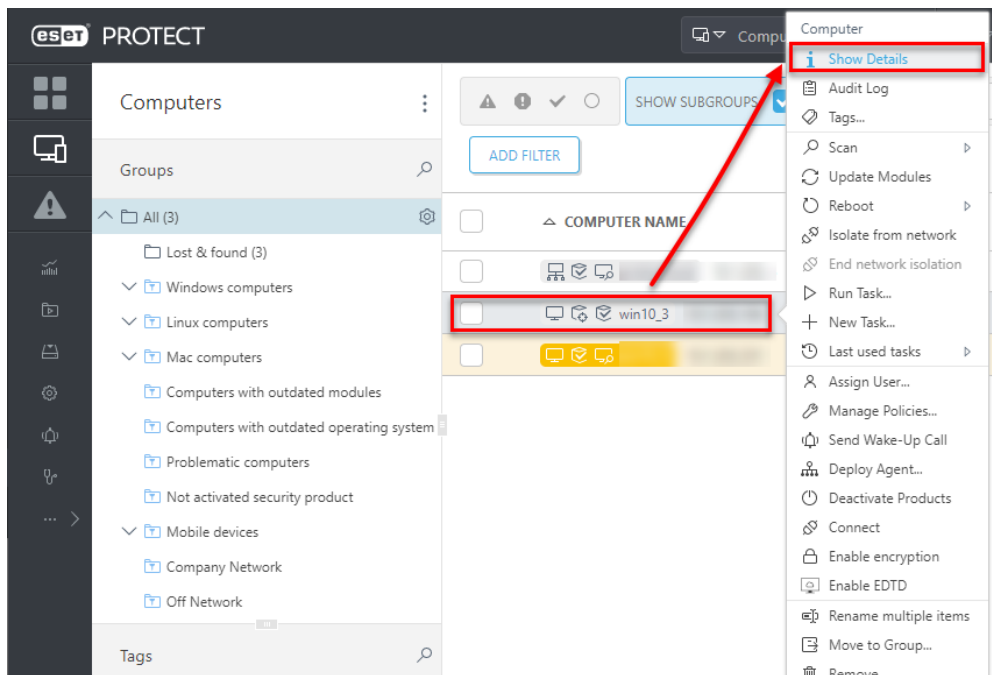 eset PROTECT
Compu
Computers
Groups
All (3)
Lost & found (3)
Windows computers
Linux computers
Mac computers
Computers with outdated modules
Computers with outdated operating system
Problematic computers
Not activated security product
Mobile devices
Company Network
Off Network
Tags
SHOW SUBGROUPS
ADD FILTER
COMPUTER NAME
win10_3
Computer
Show Details
Audit Log
Tags...
Scan
Update Modules
Reboot
Isolate from network
End network isolation
Run Task...
New Task...
Last used tasks
Assign User...
Manage Policies...
Send Wake-Up Call
Deploy Agent...
Deactivate Products
Connect
Enable encryption
Enable EDTD
Rename multiple items
Move to Group...
Remove